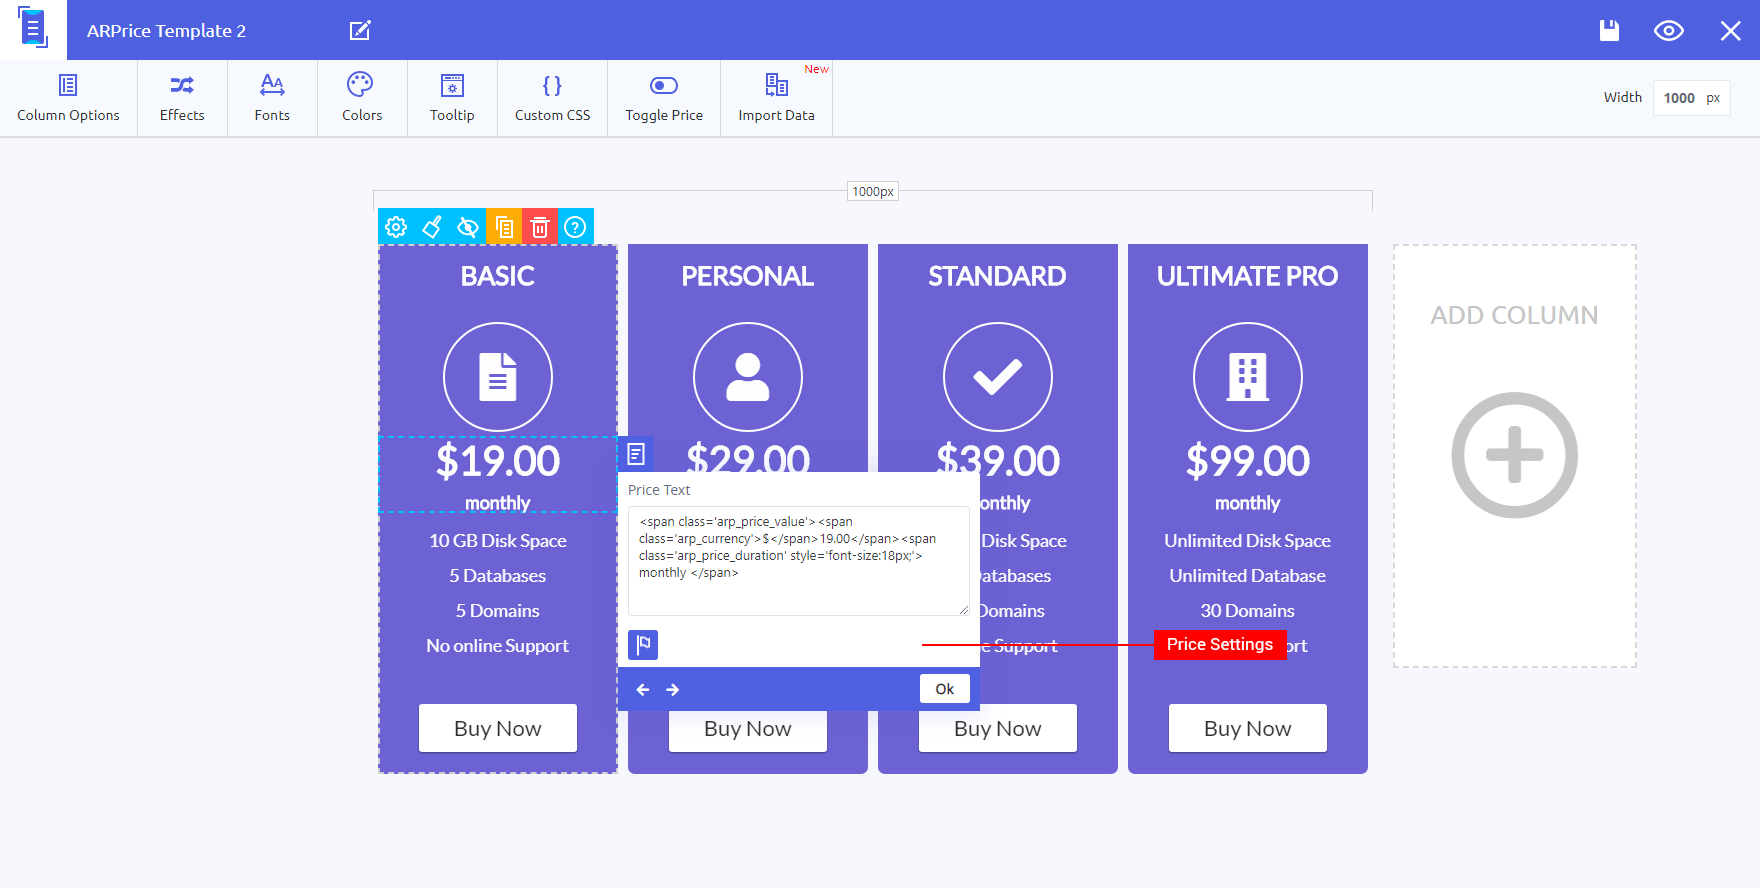 ARPrice Template 2
Column Options
Effects
Fonts
Colors
Tooltip
Custom CSS
Toggle Price
New
Import Data
Width 1000 px
1000px
BASIC
$19.00
monthly
10 GB Disk Space
5 Databases
5 Domains
No online Support
Buy Now
PERSONAL
$29.00
Buy Now
Price Text
<span class='arp_price_value'><span
class='arp_currency'>$</span>19.00</span><span
class='arp_price_duration' style='font-size:18px;'>
monthly </span>
Ok
STANDARD
$39.00
Disk Space
Domains
Support
Buy Now
ULTIMATE PRO
$99.00
monthly
Unlimited Disk Space
Unlimited Database
30 Domains
Price Settings
Buy Now
ADD COLUMN